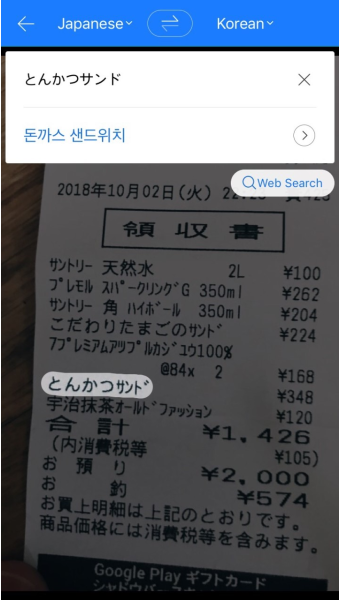 Japanese
Korean
とんかつサンド
돈까스 샌드위치
Web Search
2018年10月02日(火)
領収書
サントリー 天然水 2L ¥100
プレモル スパークリングG 350ml ¥262
サントリー 角 ハイボール 350ml ¥204
こだわりたまごのサンド ¥224
7プレミアムアップルカジュウ100%
@84x 2 ¥168
とんかつサンド ¥348
宇治抹茶オールドファッション ¥120
合計 ¥1,426
(内消費税等 ¥105)
お預り ¥2,000
お釣 ¥574
お買上明細は上記のとおりです。
商品価格には消費税等を含みます。
Google Play ギフトカード